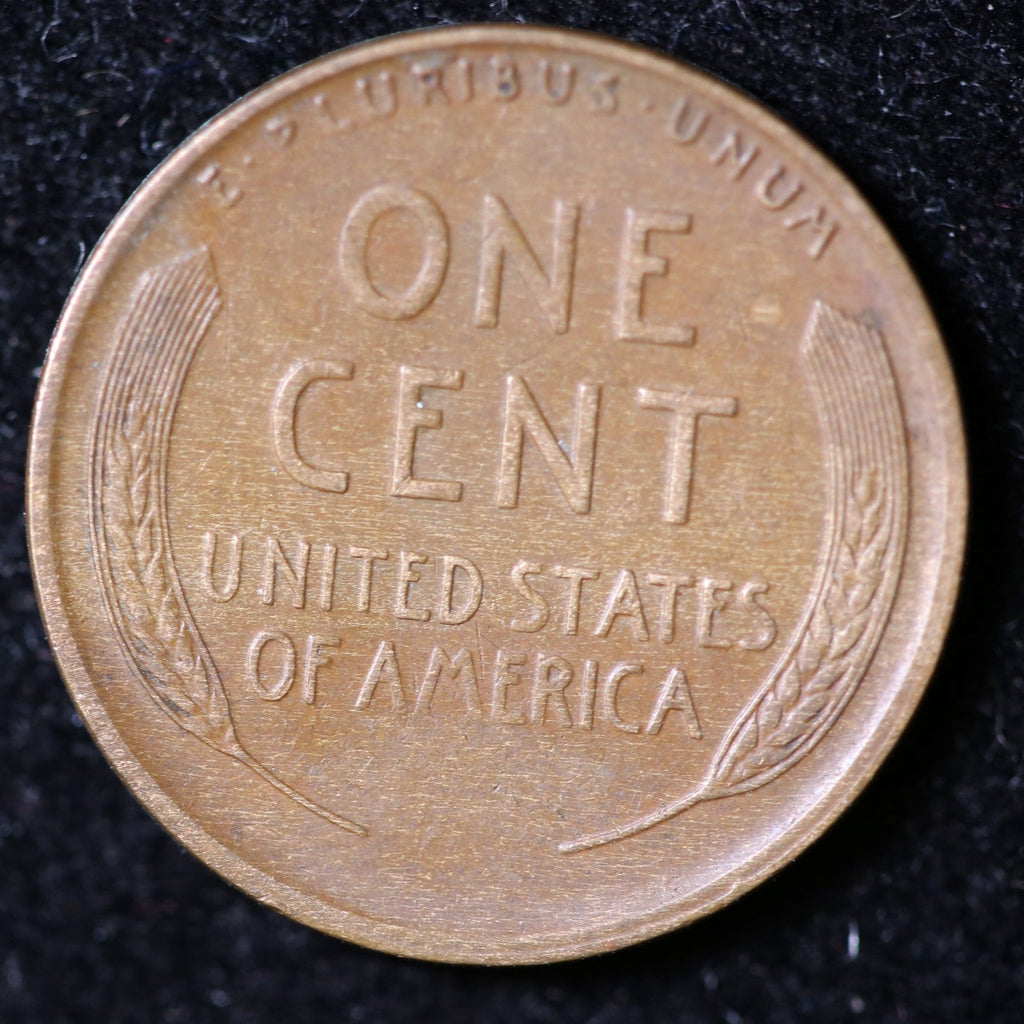 E·PLURIBUS·UNUM
ONE
CENT
UNITED STATES
OF AMERICA